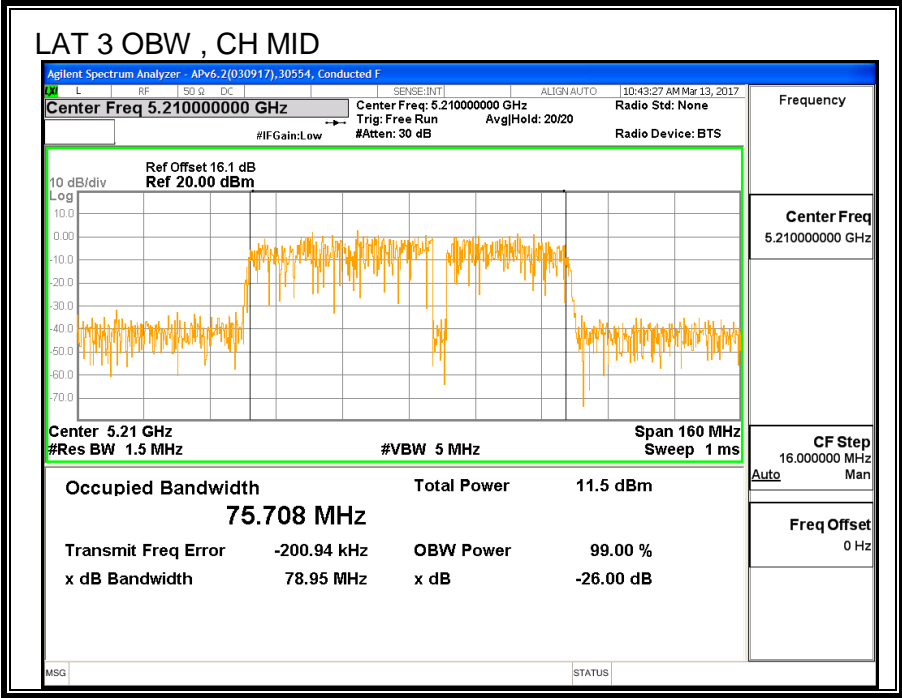 LAT 3 OBW , CH MID
Agilent Spectrum Analyzer - APv6.2(030917),30554, Conducted F
LXI L RF 50 Ω DC SENSE:INT ALIGN AUTO 10:43:27 AM Mar 13, 2017
Center Freq 5.210000000 GHz
Center Freq: 5.210000000 GHz Radio Std: None
Trig: Free Run Avg|Hold: 20/20
#IFGain:Low #Atten: 30 dB Radio Device: BTS
Frequency
Ref Offset 16.1 dB
10 dB/div Ref 20.00 dBm
Log
10.0
0.00
-10.0
-20.0
-30.0
-40.0
-50.0
-60.0
-70.0
Center 5.21 GHz Span 160 MHz
#Res BW 1.5 MHz #VBW 5 MHz Sweep 1 ms
Center Freq
5.210000000 GHz
CF Step
16.000000 MHz
Auto Man
Freq Offset
0 Hz
Occupied Bandwidth Total Power 11.5 dBm
75.708 MHz
Transmit Freq Error -200.94 kHz OBW Power 99.00 %
x dB Bandwidth 78.95 MHz x dB -26.00 dB
MSG STATUS